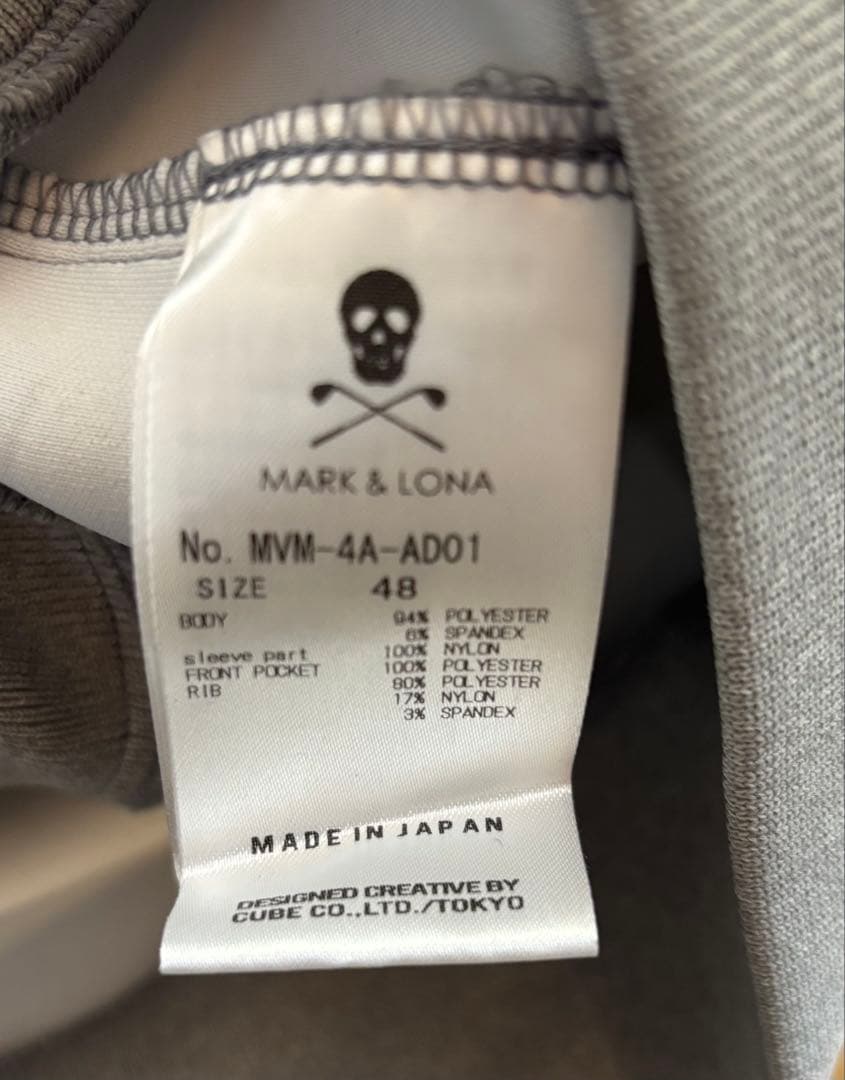 MARK & LONA
No. MVM-4A-AD01
SIZE 48
BODY 94% POLYESTER
6% SPANDEX
sleeve part 100% NYLON
FRONT POCKET 100% POLYESTER
RIB 80% POLYESTER
17% NYLON
3% SPANDEX
MADE IN JAPAN
DESIGNED CREATIVE BY
CUBE CO.,LTD./TOKYO